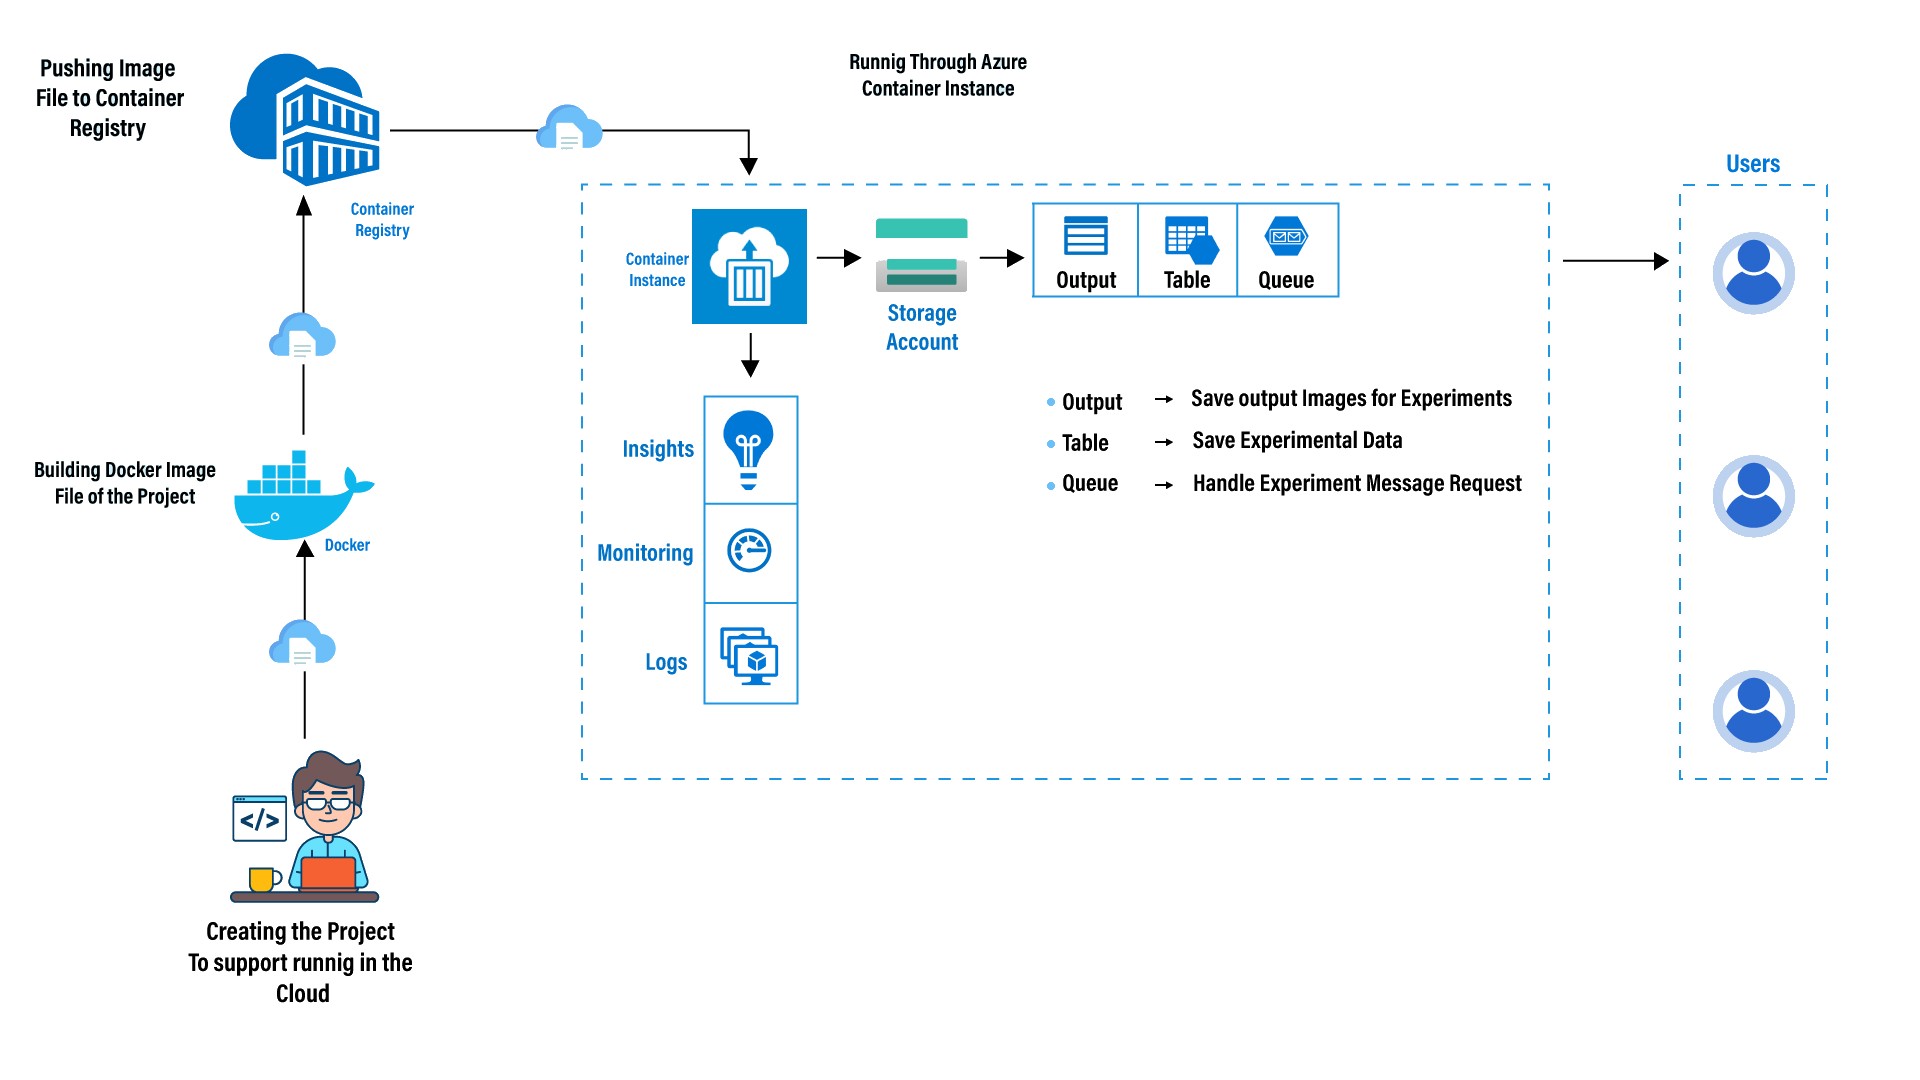 Pushing Image
File to Container
Registry
Container
Registry
Runnig Through Azure
Container Instance
Users
Container
Instance
Storage
Account
Output
Table
Queue
Output → Save output Images for Experiments
Table → Save Experimental Data
Queue → Handle Experiment Message Request
Insights
Monitoring
Logs
Building Docker Image
File of the Project
Docker
</>
Creating the Project
To support runnig in the
Cloud